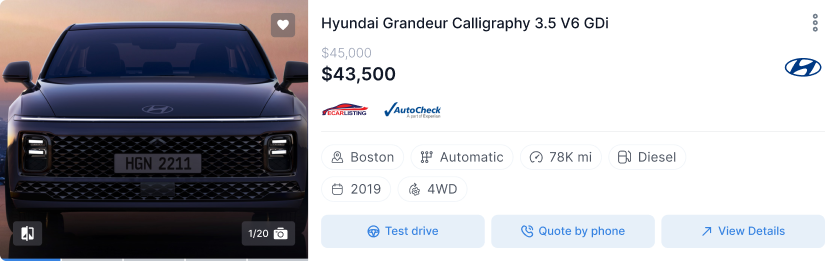 Hyundai Grandeur Calligraphy 3.5 V6 GDi
$45,000
$43,500
ECARLISTING
AutoCheck
A part of Experian
Boston
Automatic
78K mi
Diesel
2019
4WD
HGN 2211
1/20
Test drive
Quote by phone
View Details